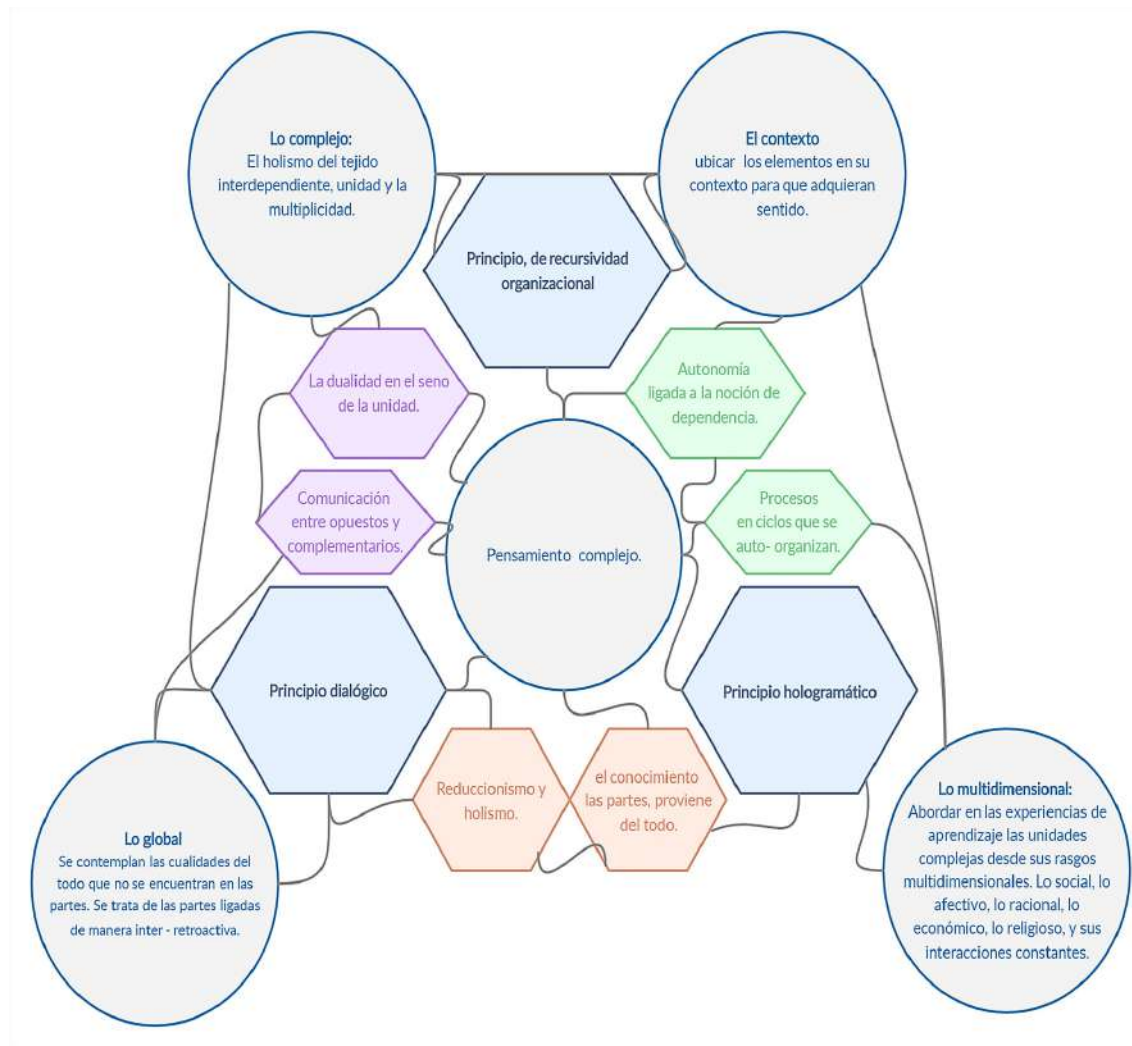 Lo complejo:
El holismo del tejido
interdependiente, unidad y la
multiplicidad.
El contexto
ubicar los elementos en su
contexto para que adquieran
sentido.
Principio, de recursividad
organizacional
La dualidad en el seno
de la unidad.
Autonomía
ligada a la noción de
dependencia.
Comunicación
entre opuestos y
complementarios.
Procesos
en ciclos que se
auto- organizan.
Pensamiento complejo.
Principio dialógico
Principio hologramático
Reduccionismo y
holismo.
el conocimiento
las partes, proviene
del todo.
Lo global
Se contemplan las cualidades del
todo que no se encuentran en las
partes. Se trata de las partes ligadas
de manera inter - retroactiva.
Lo multidimensional:
Abordar en las experiencias de
aprendizaje las unidades
complejas desde sus rasgos
multidimensionales. Lo social, lo
afectivo, lo racional, lo
económico, lo religioso, y sus
interacciones constantes.